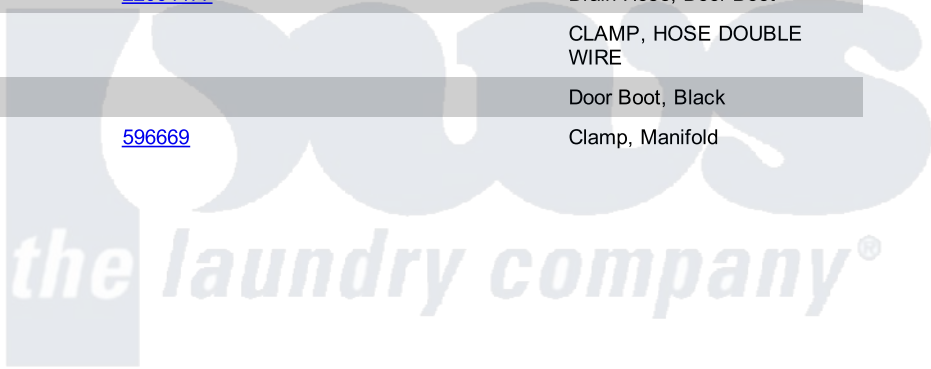 CLAMP, HOSE DOUBLE
WIRE
Door Boot, Black
596669 Clamp, Manifold
the laundry company®